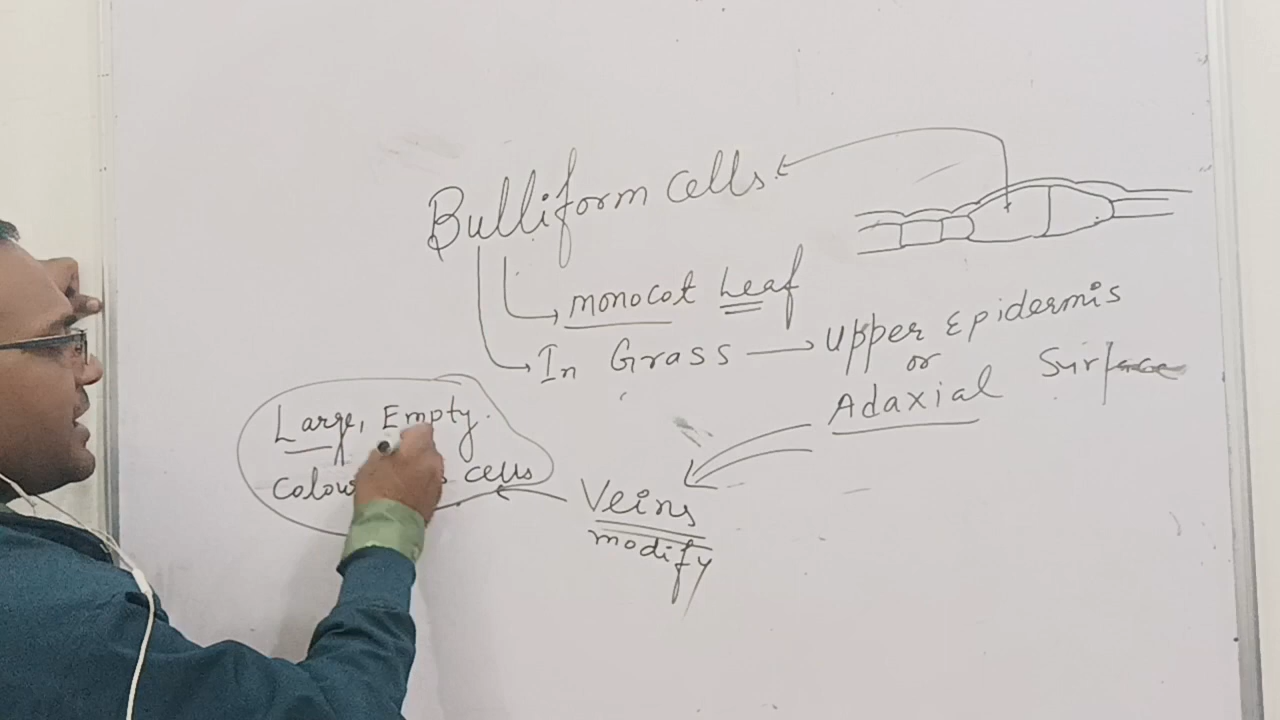 Bulliform cells
monocot Leaf
In Grass → Upper Epidermis
or
Adaxial Surface
Large, Empty
cells
Veins
modify